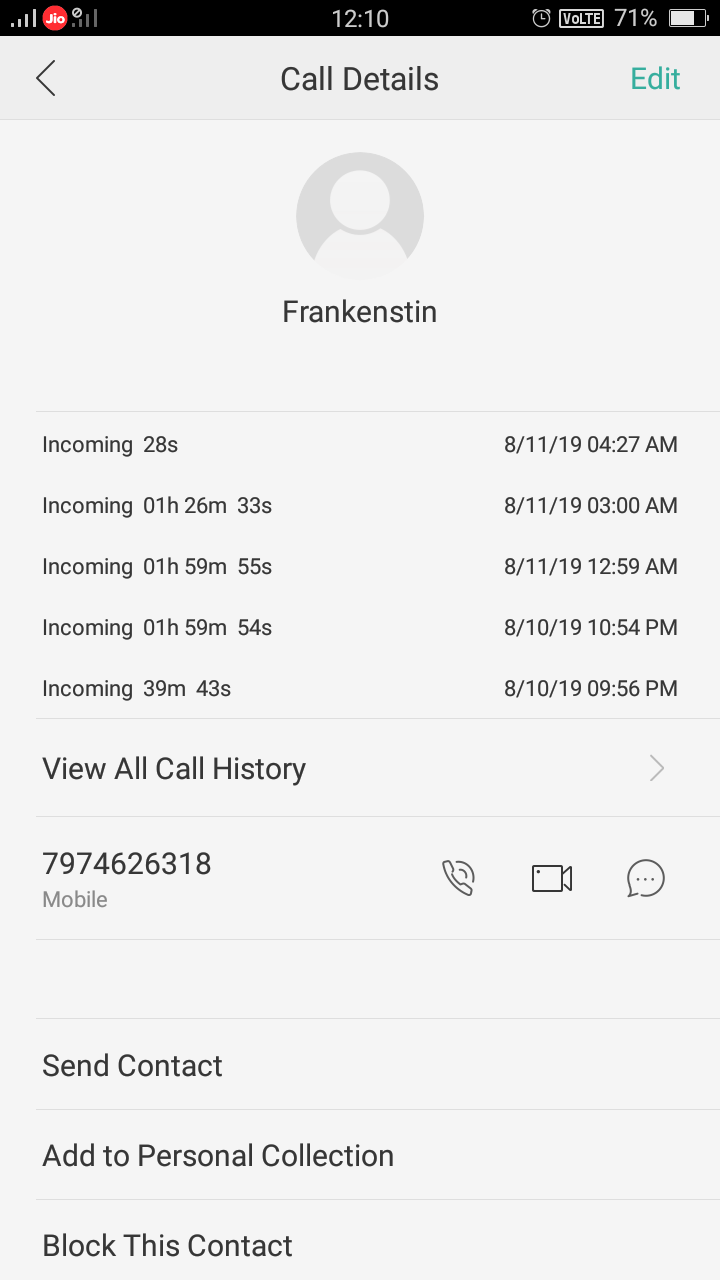 Jio 12:10 VoLTE 71%
Call Details Edit
Frankenstin
Incoming 28s 8/11/19 04:27 AM
Incoming 01h 26m 33s 8/11/19 03:00 AM
Incoming 01h 59m 55s 8/11/19 12:59 AM
Incoming 01h 59m 54s 8/10/19 10:54 PM
Incoming 39m 43s 8/10/19 09:56 PM
View All Call History
7974626318
Mobile
Send Contact
Add to Personal Collection
Block This Contact